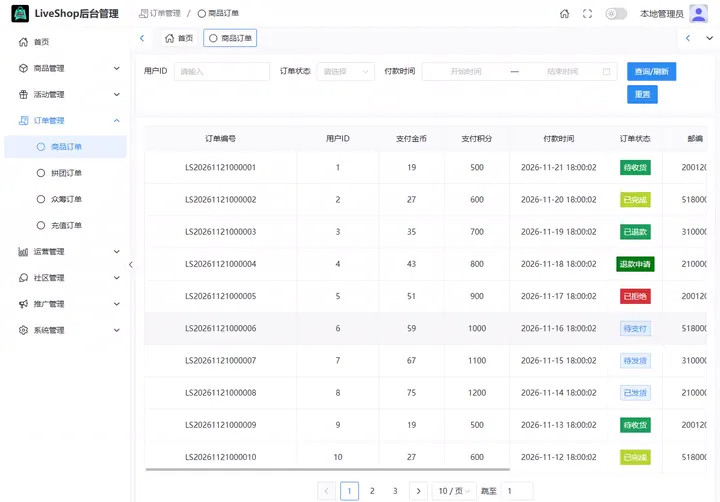 LiveShop后台管理
订单管理 / 商品订单
本地管理员
首页
商品管理
活动管理
订单管理
商品订单
拼团订单
众筹订单
充值订单
运营管理
社区管理
推广管理
系统管理
首页 商品订单
用户ID 请输入 订单状态 请选择 付款时间 开始时间 — 结束时间 查询/刷新
重置
订单编号 用户ID 支付金币 支付积分 付款时间 订单状态 邮编
LS20261121000001 1 19 500 2026-11-21 18:00:02 待收货 20012
LS20261121000002 2 27 600 2026-11-20 18:00:02 已完成 51800
LS20261121000003 3 35 700 2026-11-19 18:00:02 已退款 31000
LS20261121000004 4 43 800 2026-11-18 18:00:02 退款申请 21000
LS20261121000005 5 51 900 2026-11-17 18:00:02 已拒绝 20012
LS20261121000006 6 59 1000 2026-11-16 18:00:02 待支付 51800
LS20261121000007 7 67 1100 2026-11-15 18:00:02 待发货 31000
LS20261121000008 8 75 1200 2026-11-14 18:00:02 已发货 21000
LS20261121000009 9 19 500 2026-11-13 18:00:02 待收货 20012
LS20261121000010 10 27 600 2026-11-12 18:00:02 已完成 51800
1 2 3 10 / 页 跳至 1